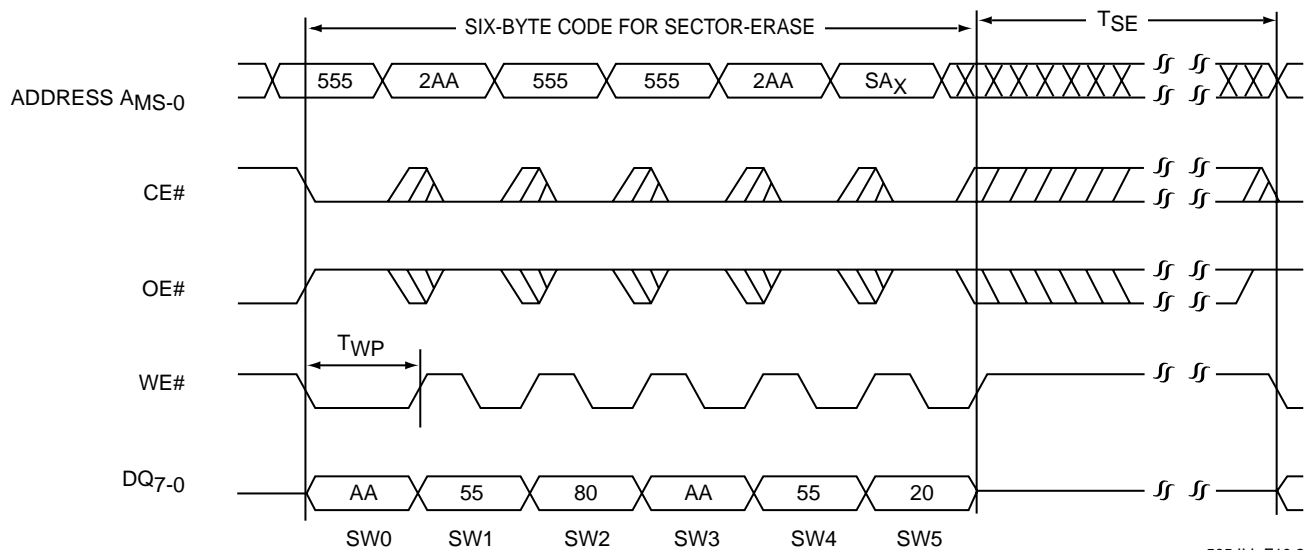 SIX-BYTE CODE FOR SECTOR-ERASE
TSE
ADDRESS AMS-0
555 2AA 555 555 2AA SAX
CE#
OE#
TWP
WE#
DQ7-0
AA 55 80 AA 55 20
SW0 SW1 SW2 SW3 SW4 SW5